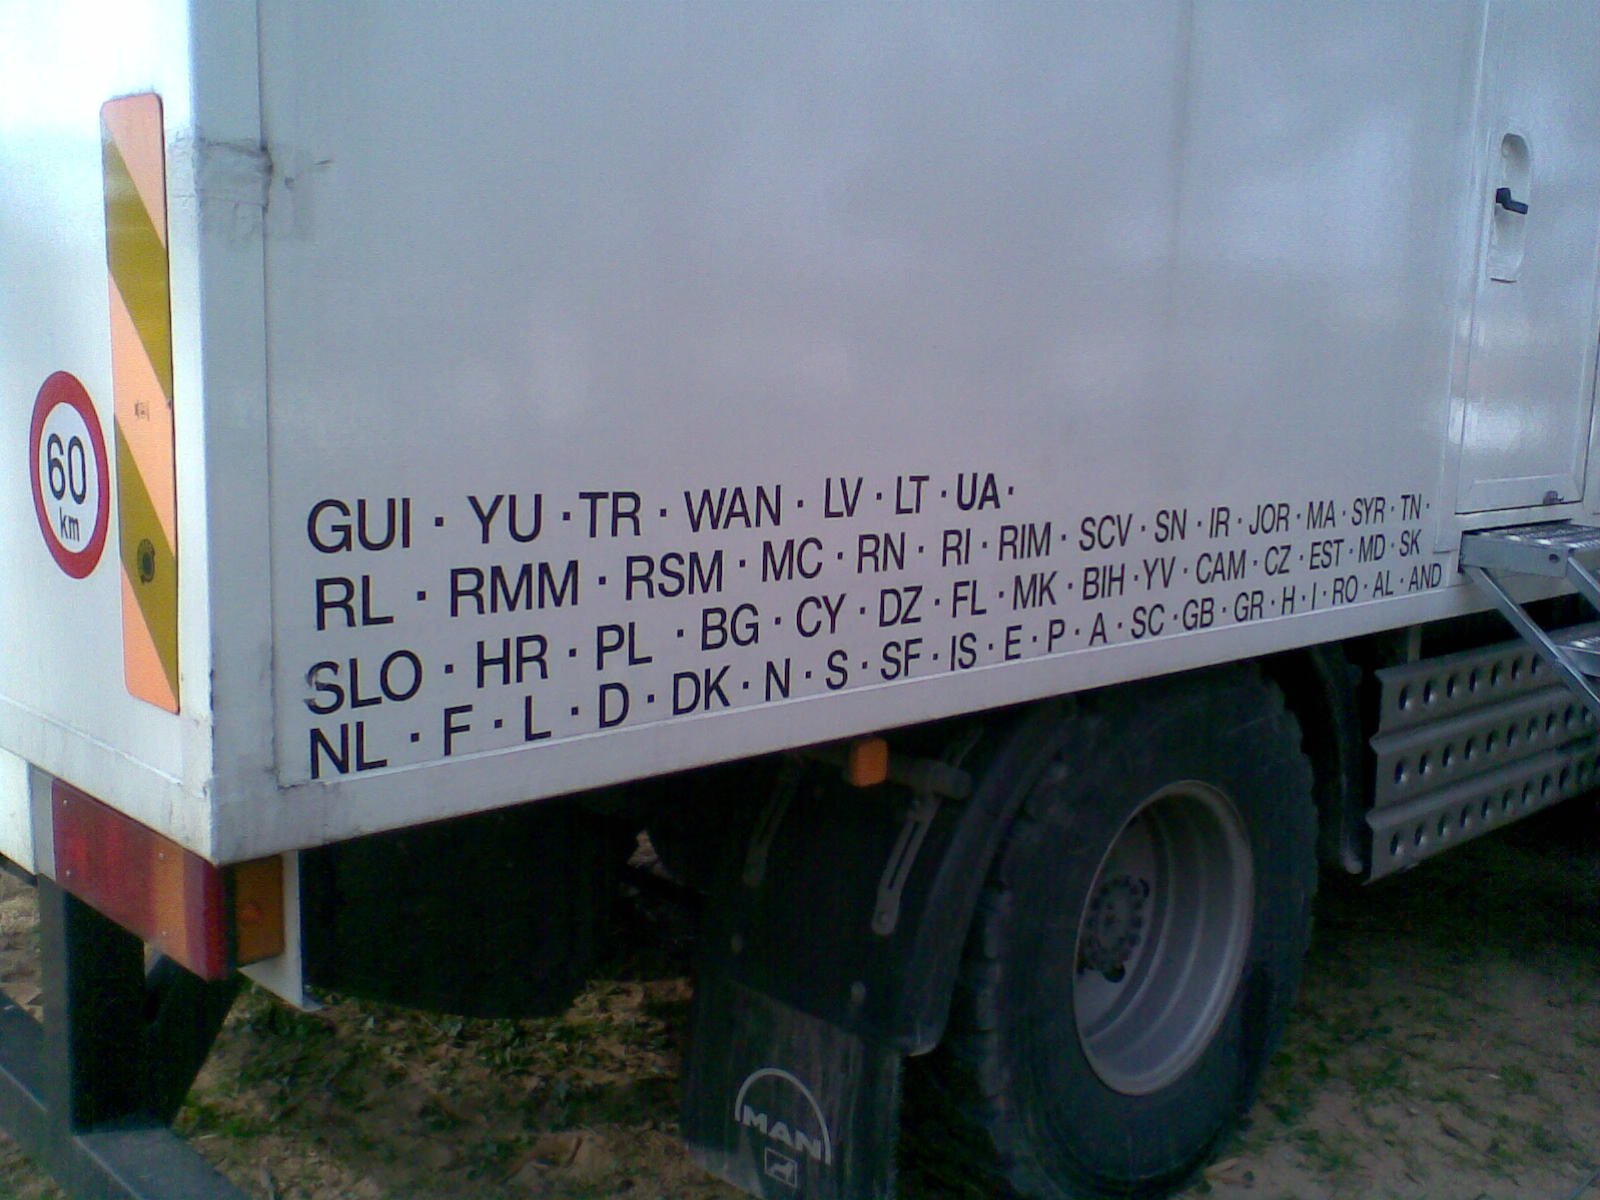 60
km
GUI · YU · TR · WAN · LV · LT · UA ·
RL · RMM · RSM · MC · RN · RI · RIM · SCV · SN · IR · JOR · MA · SYR · TN ·
SLO · HR · PL · BG · CY · DZ · FL · MK · BIH · YV · CAM · CZ · EST · MD · SK
NL · F · L · D · DK · N · S · SF · IS · E · P · A · SC · GB · GR · H · I · RO · AL · AND
MAN